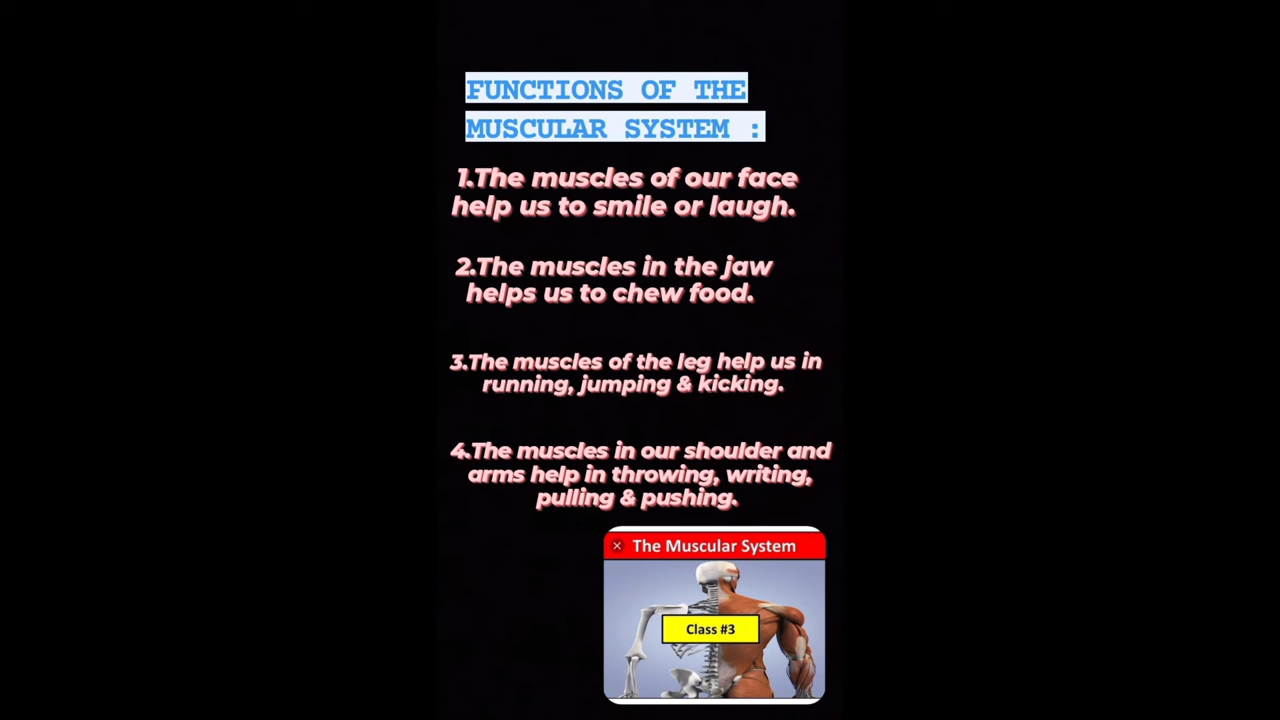 FUNCTIONS OF THE
MUSCULAR SYSTEM :
1.The muscles of our face
help us to smile or laugh.
2.The muscles in the jaw
helps us to chew food.
3.The muscles of the leg help us in
running, jumping & kicking.
4.The muscles in our shoulder and
arms help in throwing, writing,
pulling & pushing.
The Muscular System
Class #3